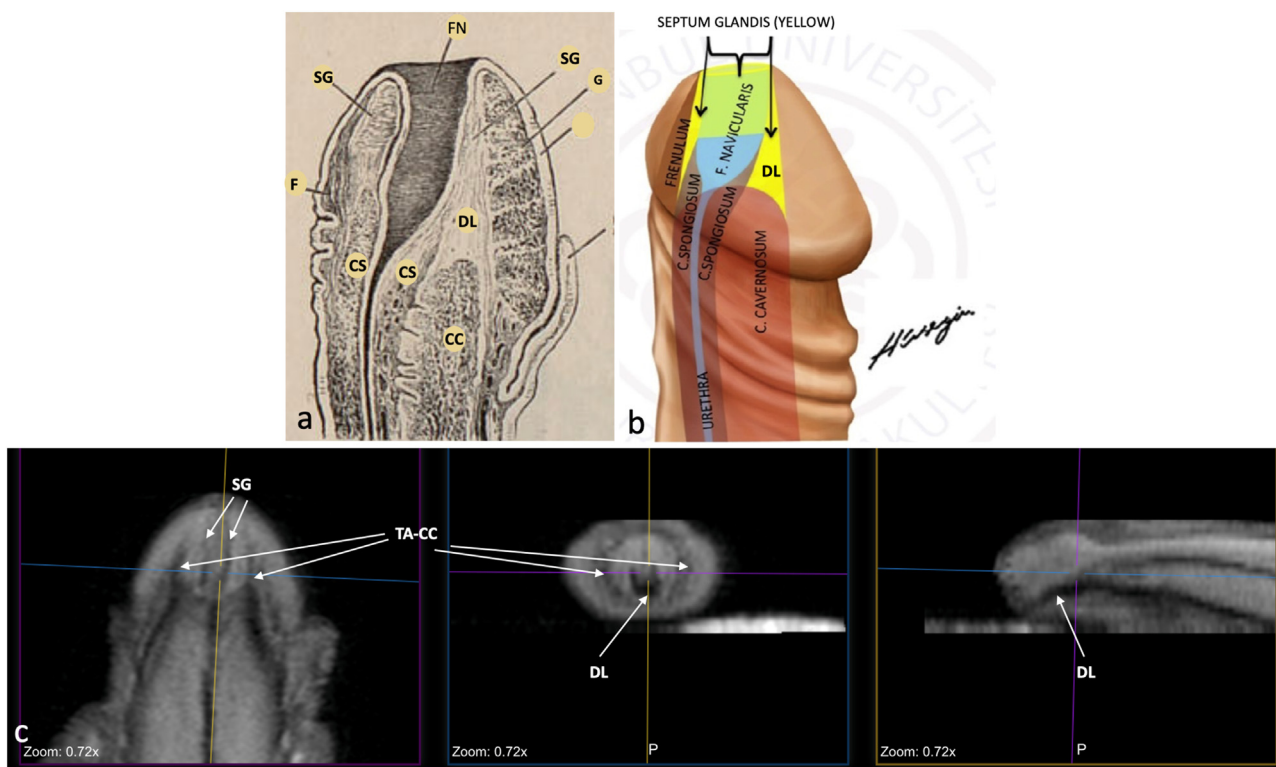 FN
SG
SG
G
F
DL
CS
CS
CC
a
SEPTUM GLANDIS (YELLOW)
FRENULUM
F. NAVICULARIS
DL
C.SPONGIOSUM
C.SPONGIOSUM
C. CAVERNOSUM
URETHRA
b
SG
TA-CC
DL
DL
C
Zoom: 0.72x
Zoom: 0.72x
P
Zoom: 0.72x
P